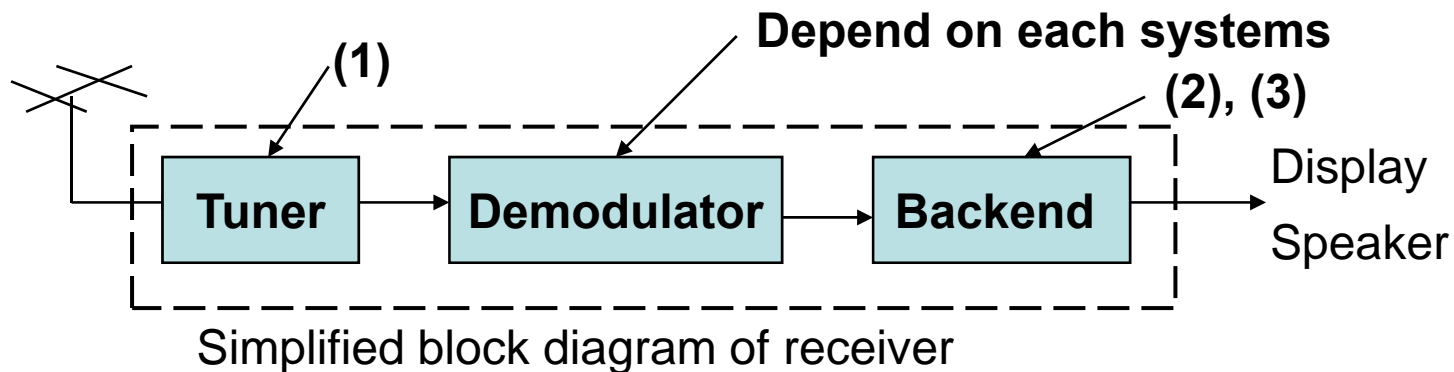 Depend on each systems
(1)
(2), (3)
Tuner
Demodulator
Backend
Display
Speaker
Simplified block diagram of receiver